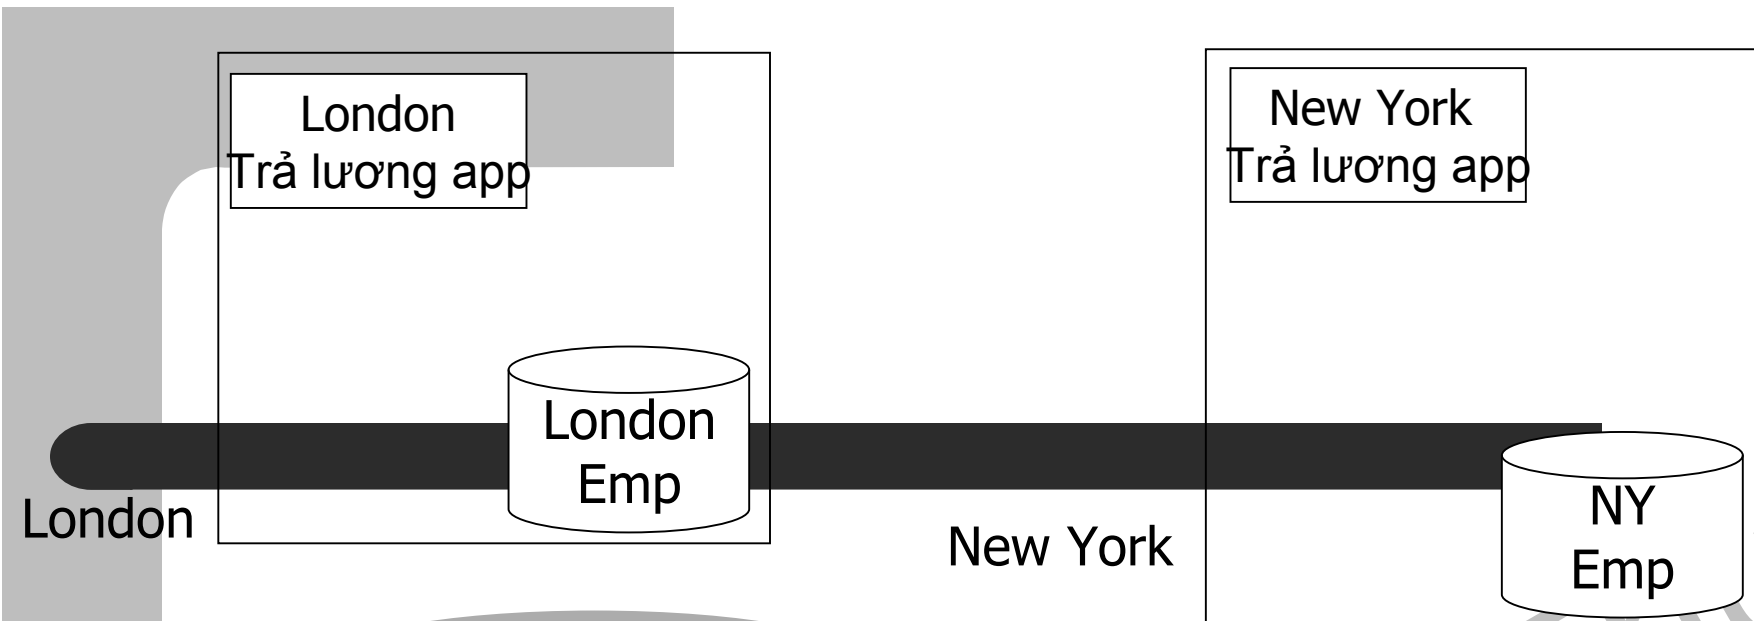 London
Trả lương app
New York
Trả lương app
London
Emp
London
New York
NY
Emp